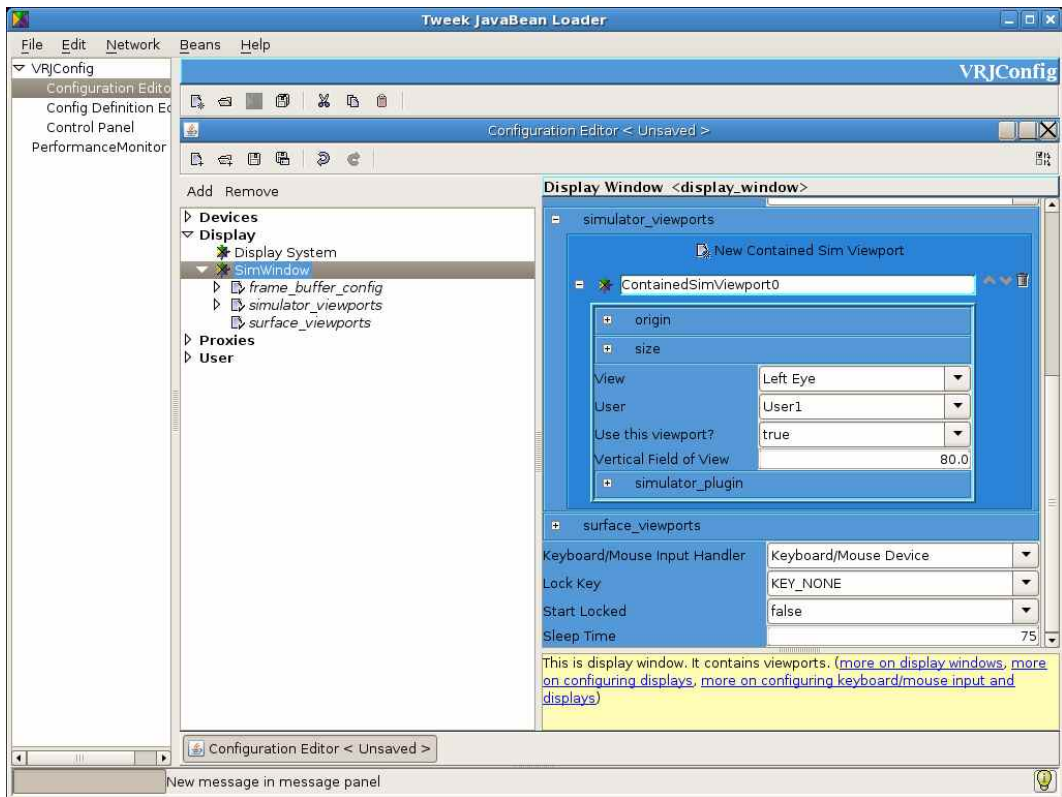 Tweek JavaBean Loader
File Edit Network Beans Help
VRJConfig
Configuration Edito
Config Definition Ed
Control Panel
PerformanceMonitor
VRJConfig
Configuration Editor < Unsaved >
Add Remove
Devices
Display
Display System
SimWindow
frame_buffer_config
simulator_viewports
surface_viewports
Proxies
User
Display Window <display_window>
simulator_viewports
New Contained Sim Viewport
ContainedSimViewport0
origin
size
View Left Eye
User User1
Use this viewport? true
Vertical Field of View 80.0
simulator_plugin
surface_viewports
Keyboard/Mouse Input Handler Keyboard/Mouse Device
Lock Key KEY_NONE
Start Locked false
Sleep Time 75
This is display window. It contains viewports. (more on display windows, more
on configuring displays, more on configuring keyboard/mouse input and
displays)
Configuration Editor < Unsaved >
New message in message panel